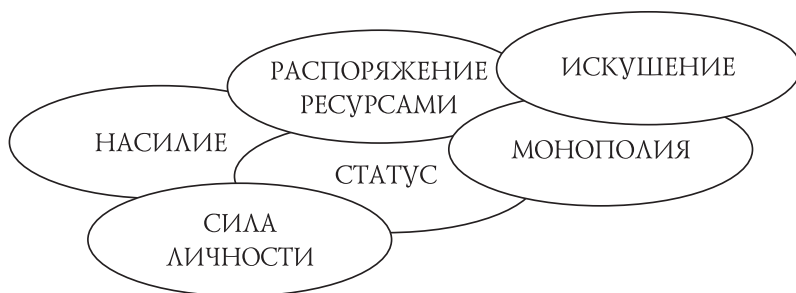 РАСПОРЯЖЕНИЕ
РЕСУРСАМИ
ИСКУШЕНИЕ
НАСИЛИЕ
СТАТУС
МОНОПОЛИЯ
СИЛА
ЛИЧНОСТИ